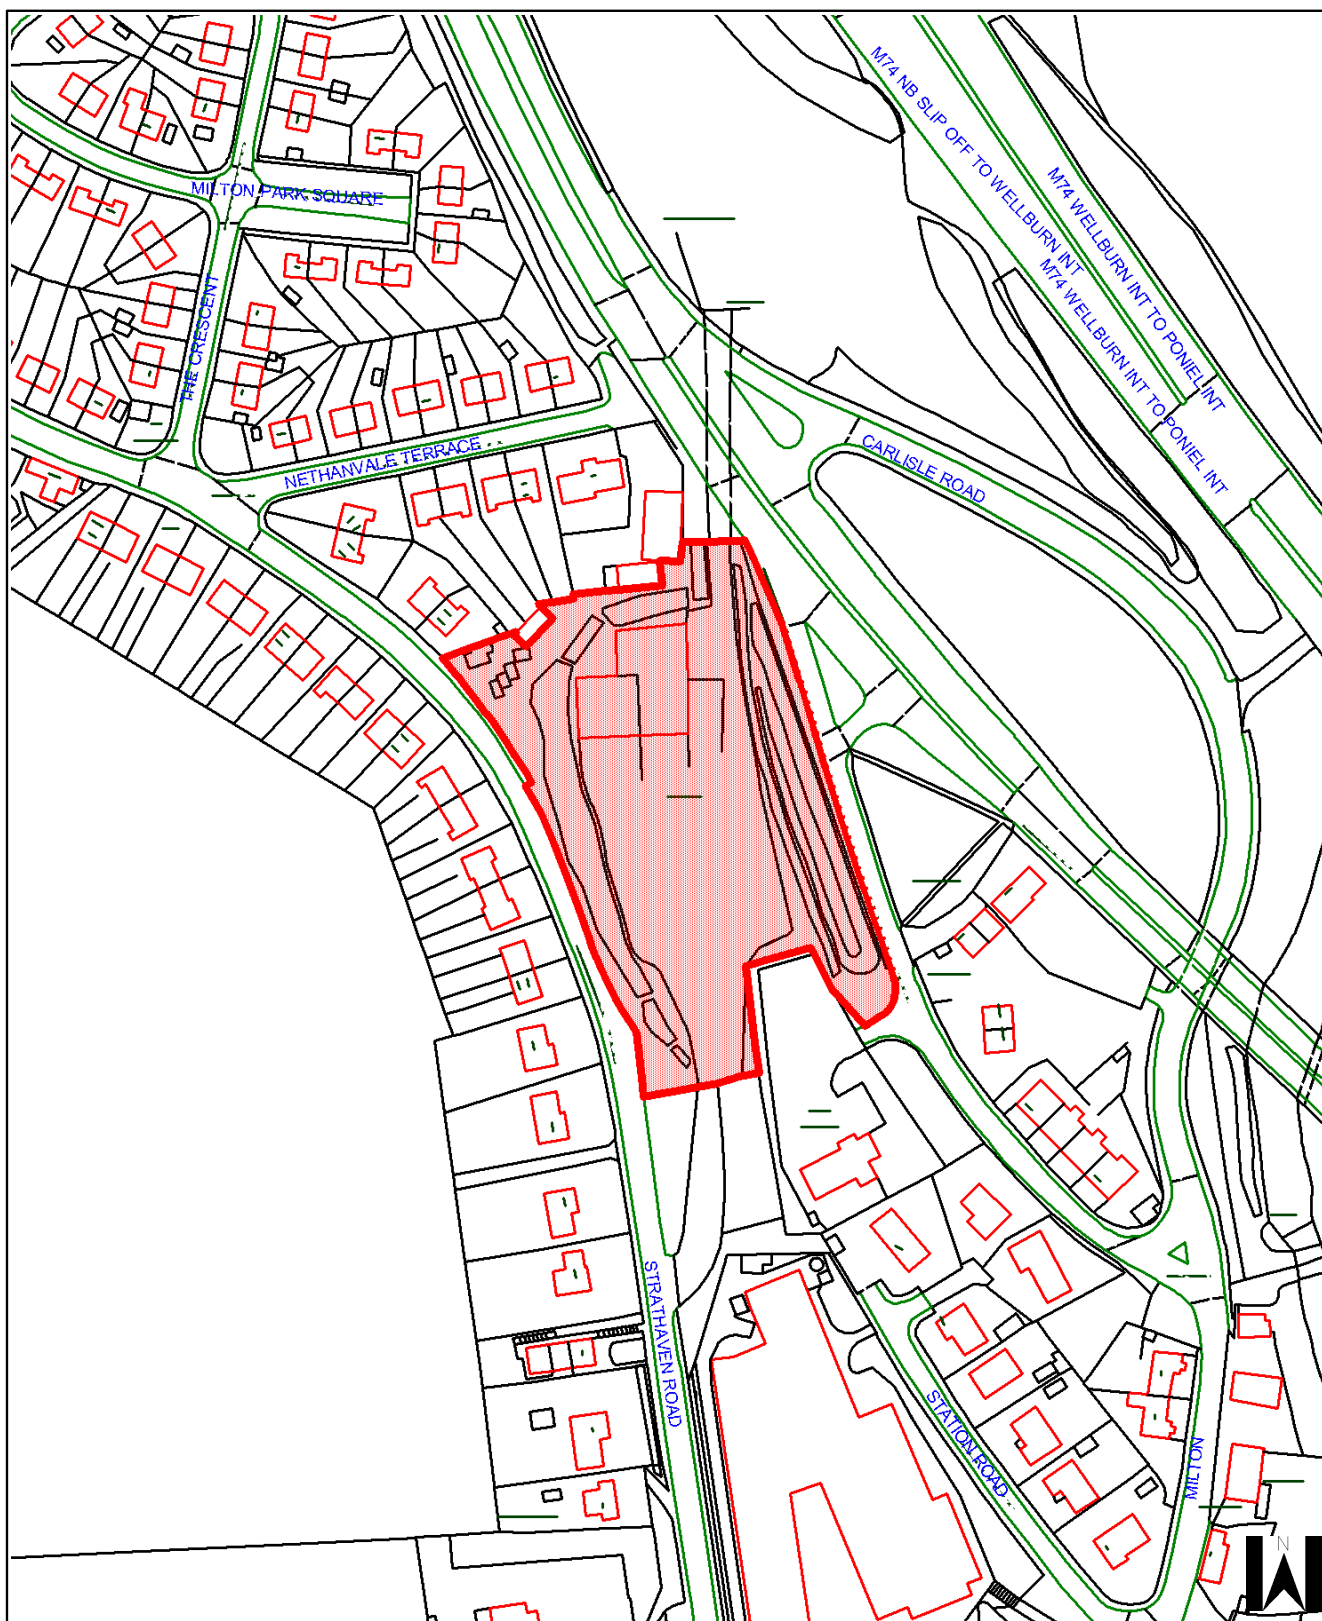 M74 NB SLIP OFF TO WELLBURN INT
M74 WELLBURN INT TO PONIEL INT
M74 WELLBURN INT TO PONIEL INT
MILTON PARK SQUARE
THE CRESCENT
NETHANVALE TERRACE
CARLISLE ROAD
STRATHAVEN ROAD
STATION ROAD
MILTON
N